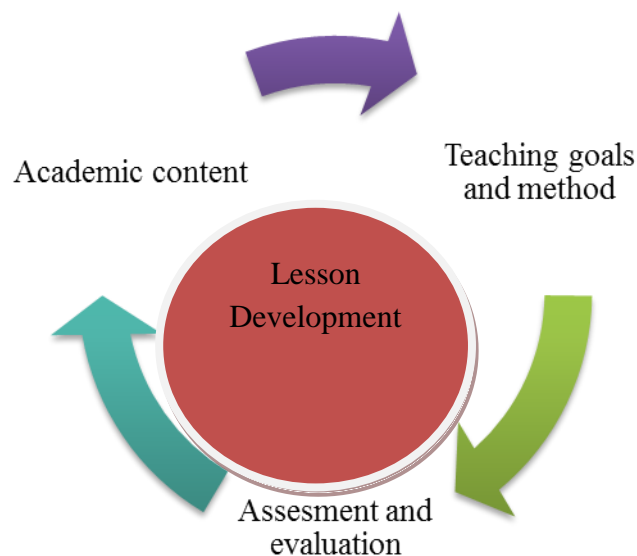 Academic content
Teaching goals
and method
Lesson
Development
Assesment and
evaluation